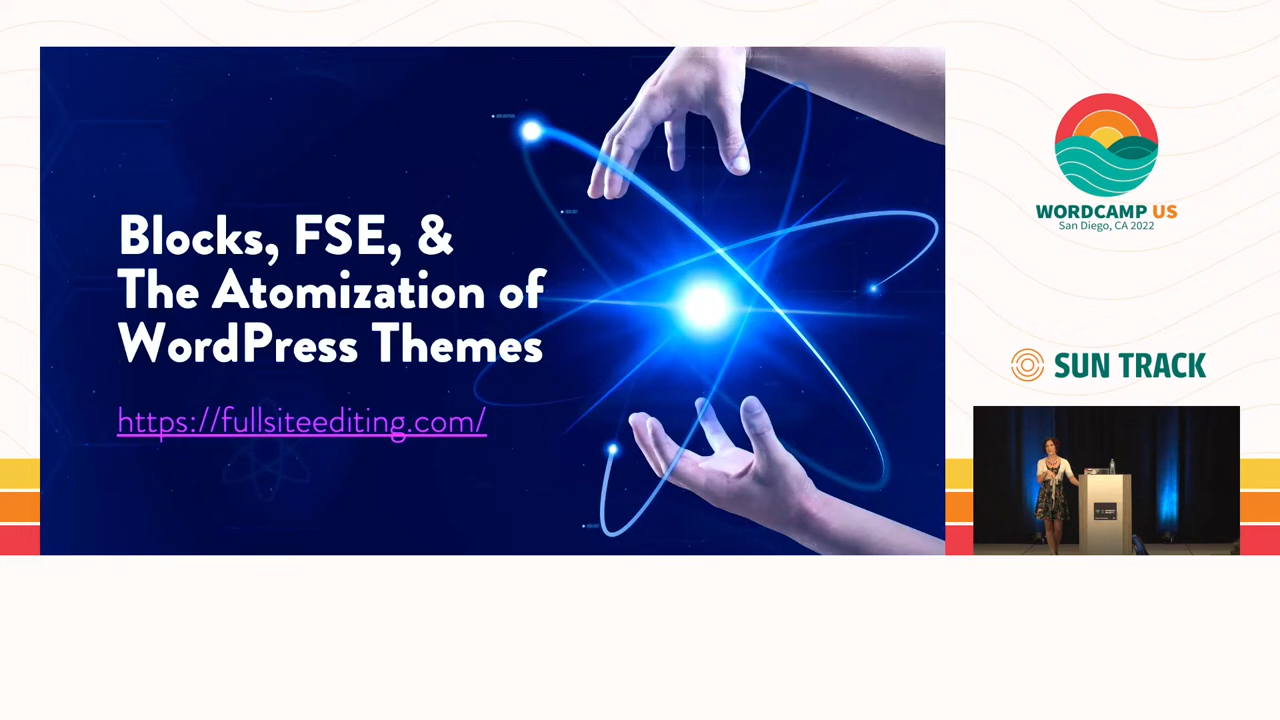 Blocks, FSE, &
The Atomization of
WordPress Themes
https://fullsiteediting.com/
WORDCAMP US
San Diego, CA 2022
SUN TRACK